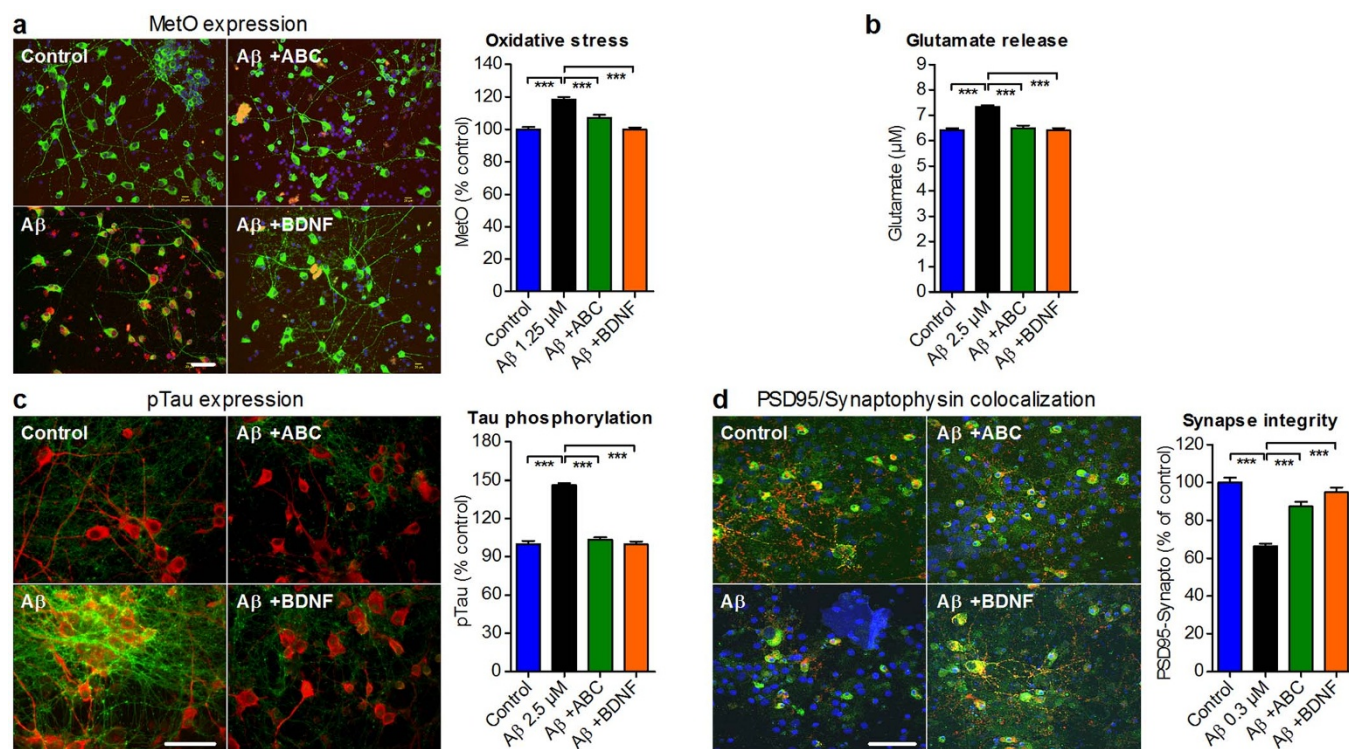 a
MetO expression
Control
Aβ +ABC
Aβ
Aβ +BDNF
Oxidative stress
MetO (% control)
140
120
100
80
60
40
20
0
***
***
***
Control
Aβ 1.25 µM
Aβ +ABC
Aβ +BDNF
b
Glutamate release
Glutamate (µM)
9
8
7
6
5
4
3
2
1
0
***
***
***
Control
Aβ 2.5 µM
Aβ +ABC
Aβ +BDNF
c
pTau expression
Control
Aβ +ABC
Aβ
Aβ +BDNF
Tau phosphorylation
pTau (% control)
180
150
120
90
60
30
0
***
***
***
Control
Aβ 2.5 µM
Aβ +ABC
Aβ +BDNF
d
PSD95/Synaptophysin colocalization
Control
Aβ +ABC
Aβ
Aβ +BDNF
Synapse integrity
PSD95-Synapto (% of control)
120
100
80
60
40
20
0
***
***
***
Control
Aβ 0.3 µM
Aβ +ABC
Aβ +BDNF